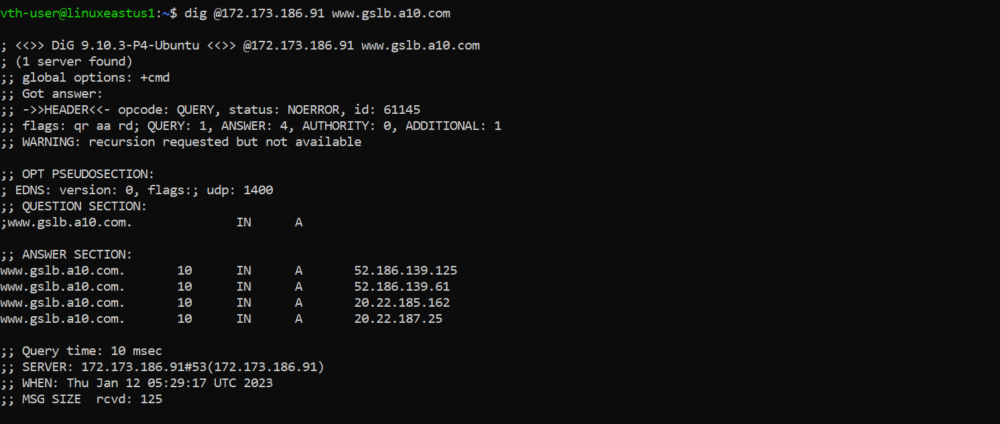 vth-user@linuxeastus1:~$ dig @172.173.186.91 www.gslb.a10.com
; <<>> DiG 9.10.3-P4-Ubuntu <<>> @172.173.186.91 www.gslb.a10.com
; (1 server found)
;; global options: +cmd
;; Got answer:
;; ->>HEADER<<- opcode: QUERY, status: NOERROR, id: 61145
;; flags: qr aa rd; QUERY: 1, ANSWER: 4, AUTHORITY: 0, ADDITIONAL: 1
;; WARNING: recursion requested but not available
;; OPT PSEUDOSECTION:
; EDNS: version: 0, flags:; udp: 1400
;; QUESTION SECTION:
;www.gslb.a10.com. IN A
;; ANSWER SECTION:
www.gslb.a10.com. 10 IN A 52.186.139.125
www.gslb.a10.com. 10 IN A 52.186.139.61
www.gslb.a10.com. 10 IN A 20.22.185.162
www.gslb.a10.com. 10 IN A 20.22.187.25
;; Query time: 10 msec
;; SERVER: 172.173.186.91#53(172.173.186.91)
;; WHEN: Thu Jan 12 05:29:17 UTC 2023
;; MSG SIZE rcvd: 125